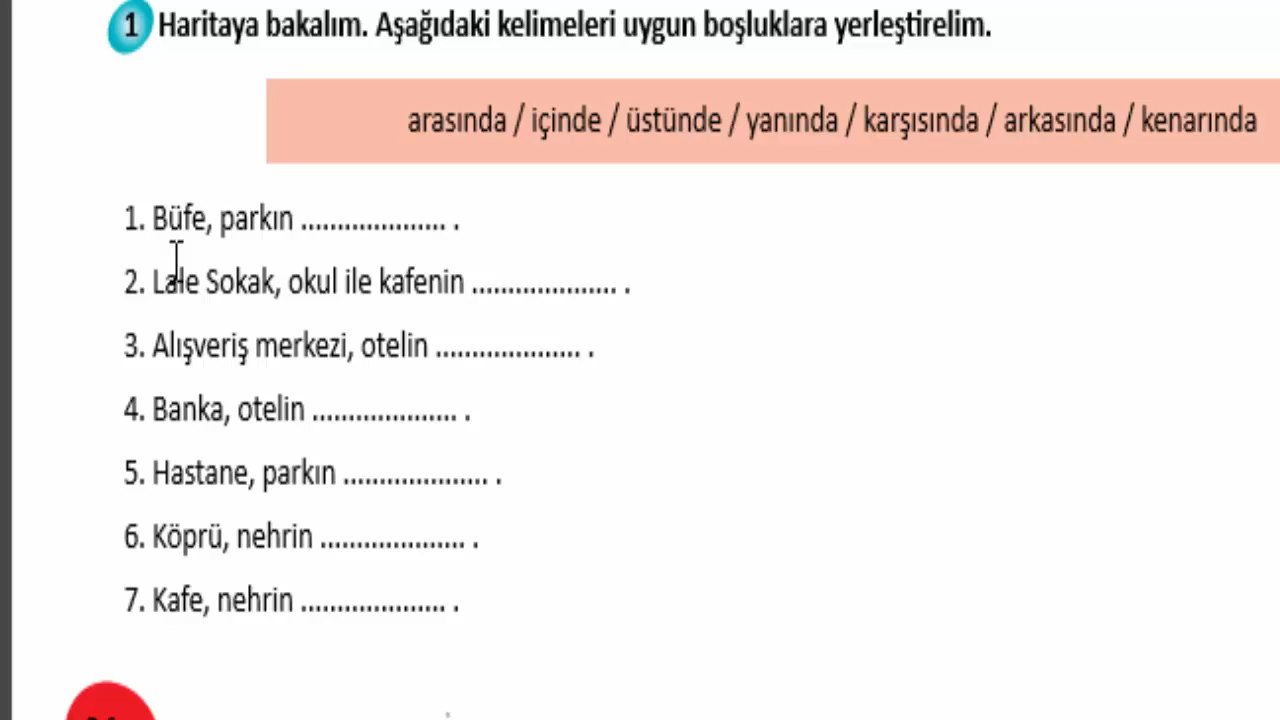 1 Haritaya bakalım. Aşağıdaki kelimeleri uygun boşluklara yerleştirelim.
arasında / içinde / üstünde / yanında / karşısında / arkasında / kenarında
1. Büfe, parkın .................... .
2. Lale Sokak, okul ile kafenin .................... .
3. Alışveriş merkezi, otelin .................... .
4. Banka, otelin .................... .
5. Hastane, parkın .................... .
6. Köprü, nehrin .................... .
7. Kafe, nehrin .................... .